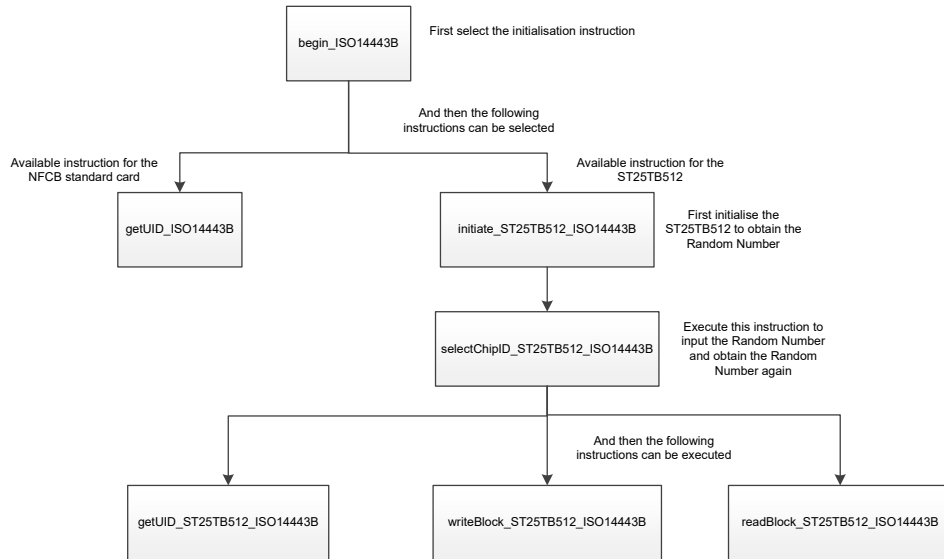 begin_ISO14443B
First select the initialisation instruction
And then the following
instructions can be selected
Available instruction for the
NFCB standard card
Available instruction for the
ST25TB512
getUID_ISO14443B
initiate_ST25TB512_ISO14443B
First initialise the
ST25TB512 to obtain the
Random Number
selectChipID_ST25TB512_ISO14443B
Execute this instruction to
input the Random Number
and obtain the Random
Number again
And then the following
instructions can be executed
getUID_ST25TB512_ISO14443B
writeBlock_ST25TB512_ISO14443B
readBlock_ST25TB512_ISO14443B